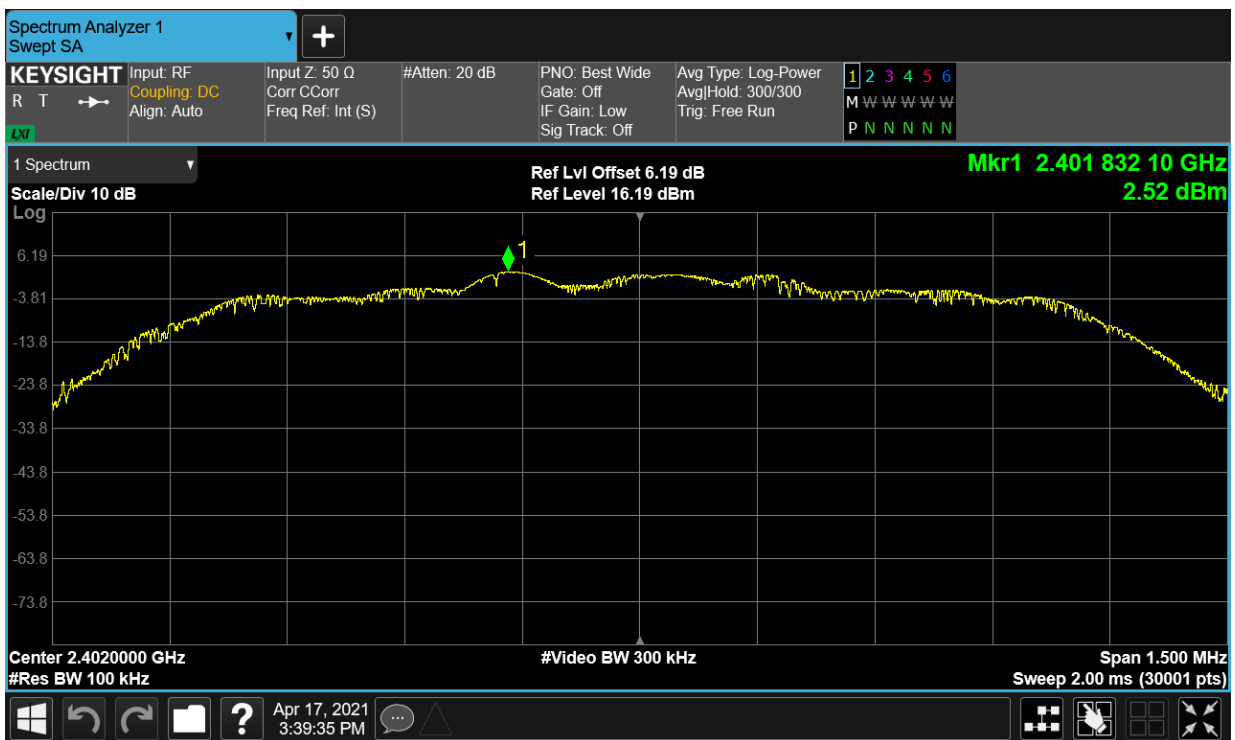 Spectrum Analyzer 1
Swept SA
+
KEYSIGHT
R T
LXI
Input: RF
Coupling: DC
Align: Auto
Input Z: 50 Ω
Corr CCorr
Freq Ref: Int (S)
#Atten: 20 dB
PNO: Best Wide
Gate: Off
IF Gain: Low
Sig Track: Off
Avg Type: Log-Power
Avg|Hold: 300/300
Trig: Free Run
1 2 3 4 5 6
M W W W W W
P N N N N N
1 Spectrum
Scale/Div 10 dB
Log
Ref Lvl Offset 6.19 dB
Ref Level 16.19 dBm
Mkr1 2.401 832 10 GHz
2.52 dBm
1
6.19
-3.81
-13.8
-23.8
-33.8
-43.8
-53.8
-63.8
-73.8
Center 2.4020000 GHz
#Res BW 100 kHz
#Video BW 300 kHz
Span 1.500 MHz
Sweep 2.00 ms (30001 pts)
?
Apr 17, 2021
3:39:35 PM